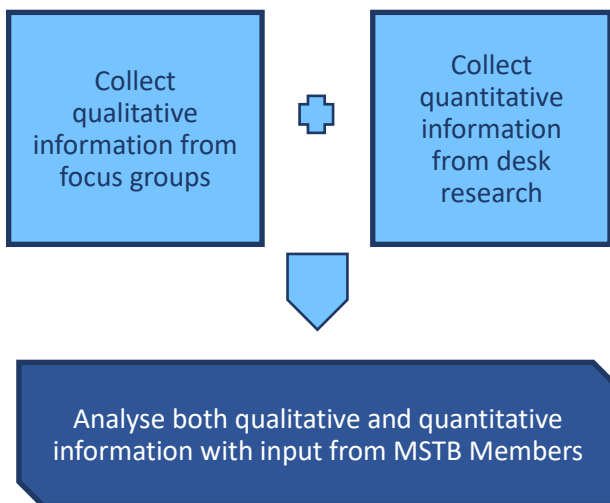 Collect
qualitative
information from
focus groups
Collect
quantitative
information
from desk
research
Analyse both qualitative and quantitative
information with input from MSTB Members